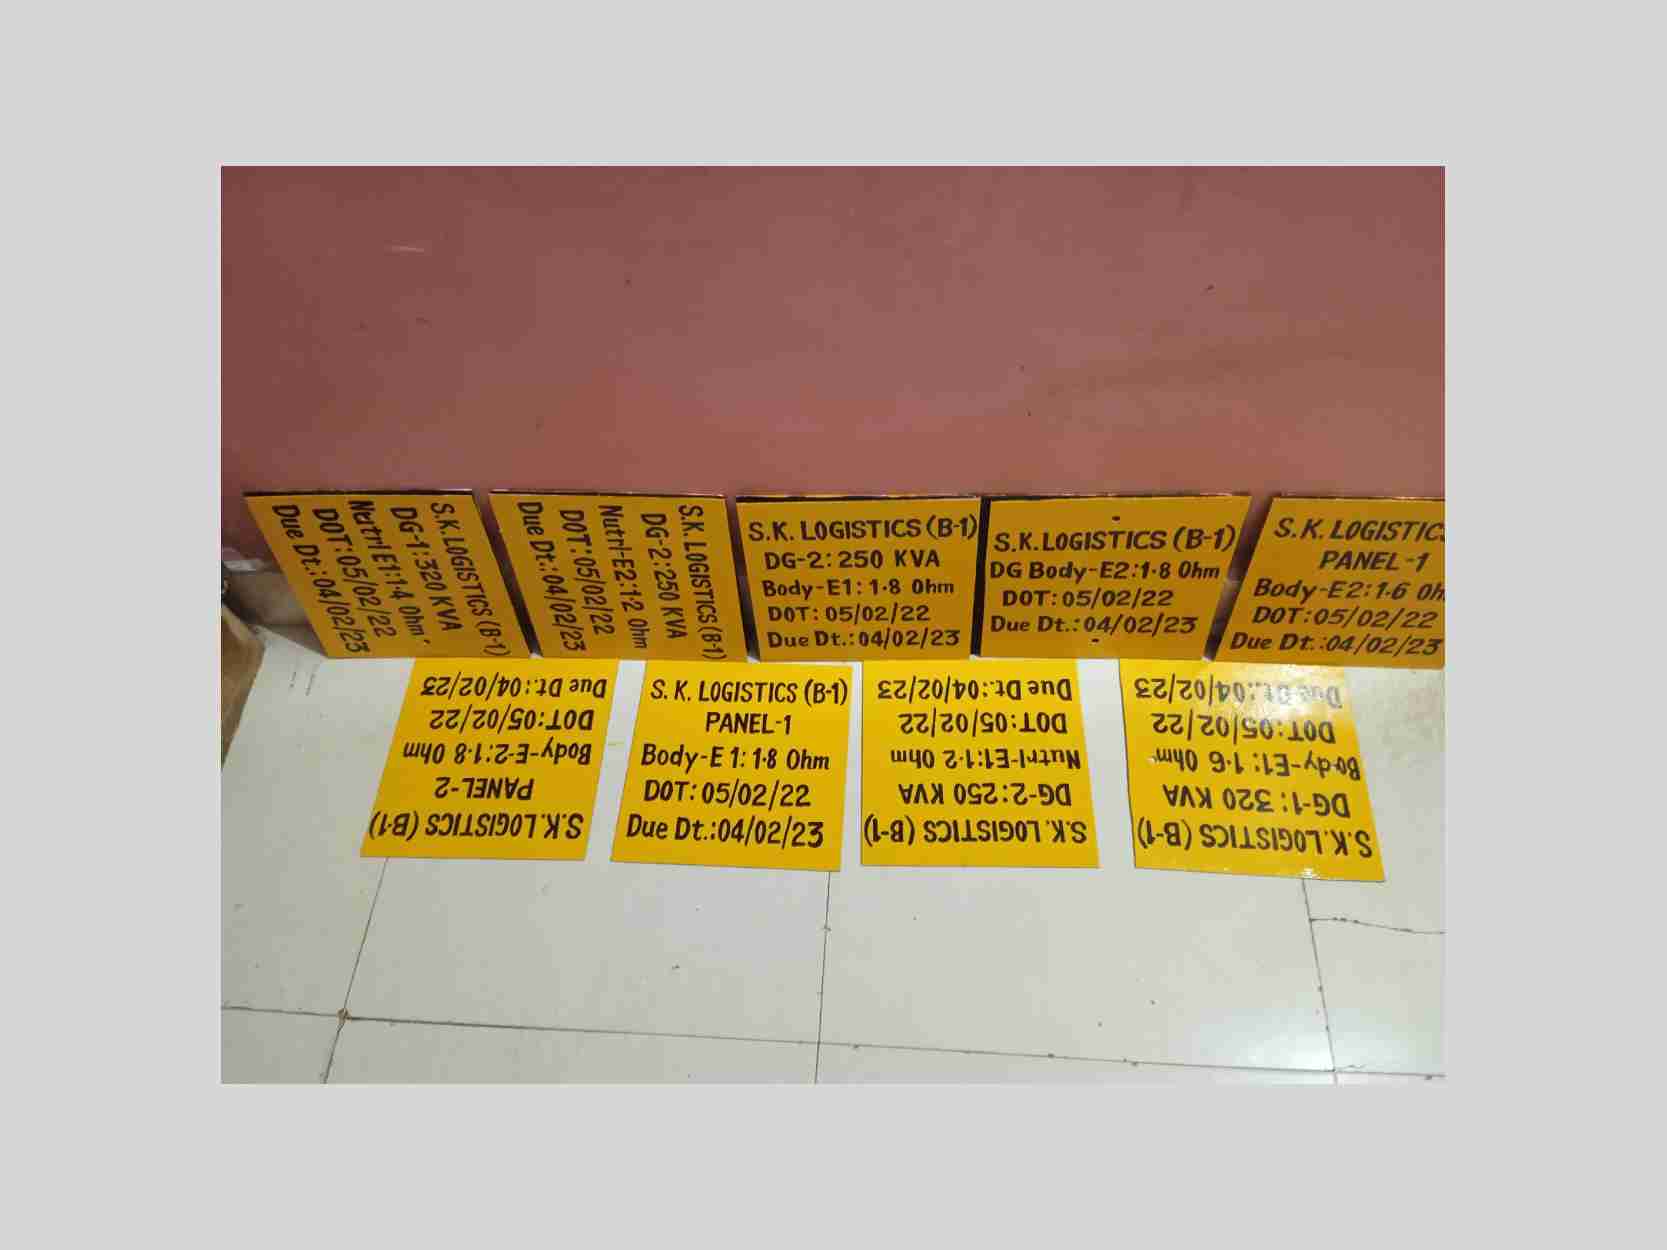 S.K. LOGISTICS (B-1)
DG-1: 320 KVA
Netrl E1:1·4 Ohm
DOT: 05/02/22
Due Dt.: 04/02/23
S.K. LOGISTICS (B-1)
DG-2: 250 KVA
Nutrl-E2:1·2 Ohm
DOT: 05/02/22
Due Dt.: 04/02/23
S.K. LOGISTICS (B-1)
DG-2: 250 KVA
Body-E1: 1·8 Ohm
DOT: 05/02/22
Due Dt.: 04/02/23
S.K. LOGISTICS (B-1)
DG Body-E2:1·8 Ohm
DOT: 05/02/22
Due Dt.: 04/02/23
S.K. LOGISTICS
PANEL-1
Body-E2:1·6 Oh
DOT: 05/02/22
Due Dt.: 04/02/23
S.K. LOGISTICS (B-1)
PANEL-2
Body-E-2:1·8 Ohm
DOT: 05/02/22
Due Dt.: 04/02/23
S. K. LOGISTICS (B-1)
PANEL-1
Body-E 1: 1·8 Ohm
DOT: 05/02/22
Due Dt.:04/02/23
S.K. LOGISTICS (B-1)
DG-2: 250 KVA
Nutrl-E1:1·2 Ohm
DOT: 05/02/22
Due Dt.: 04/02/23
S.K. LOGISTICS (B-1)
DG-1: 320 KVA
Body-E1: 1·6 Ohm
DOT: 05/02/22
Due Dt.:04/02/23